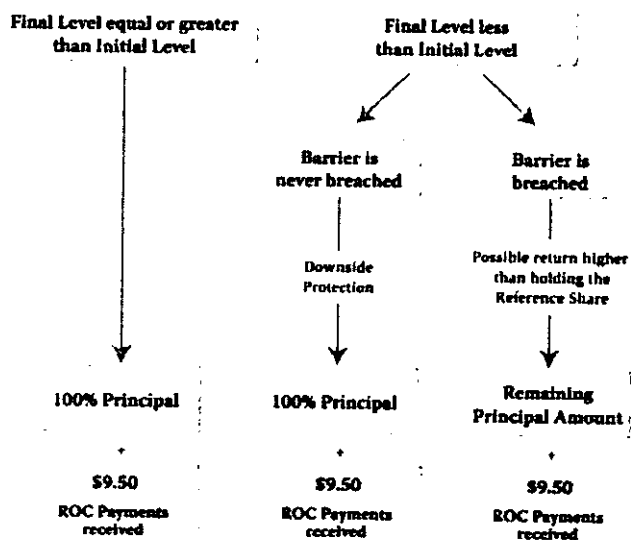 Final Level equal or greater
than Initial Level
Final Level less
than Initial Level
Barrier is
never breached
Barrier is
breached
Downside
Protection
Possible return higher
than holding the
Reference Share
100% Principal
100% Principal
Remaining
Principal Amount
+
+
+
$9.50
$9.50
$9.50
ROC Payments
received
ROC Payments
received
ROC Payments
received